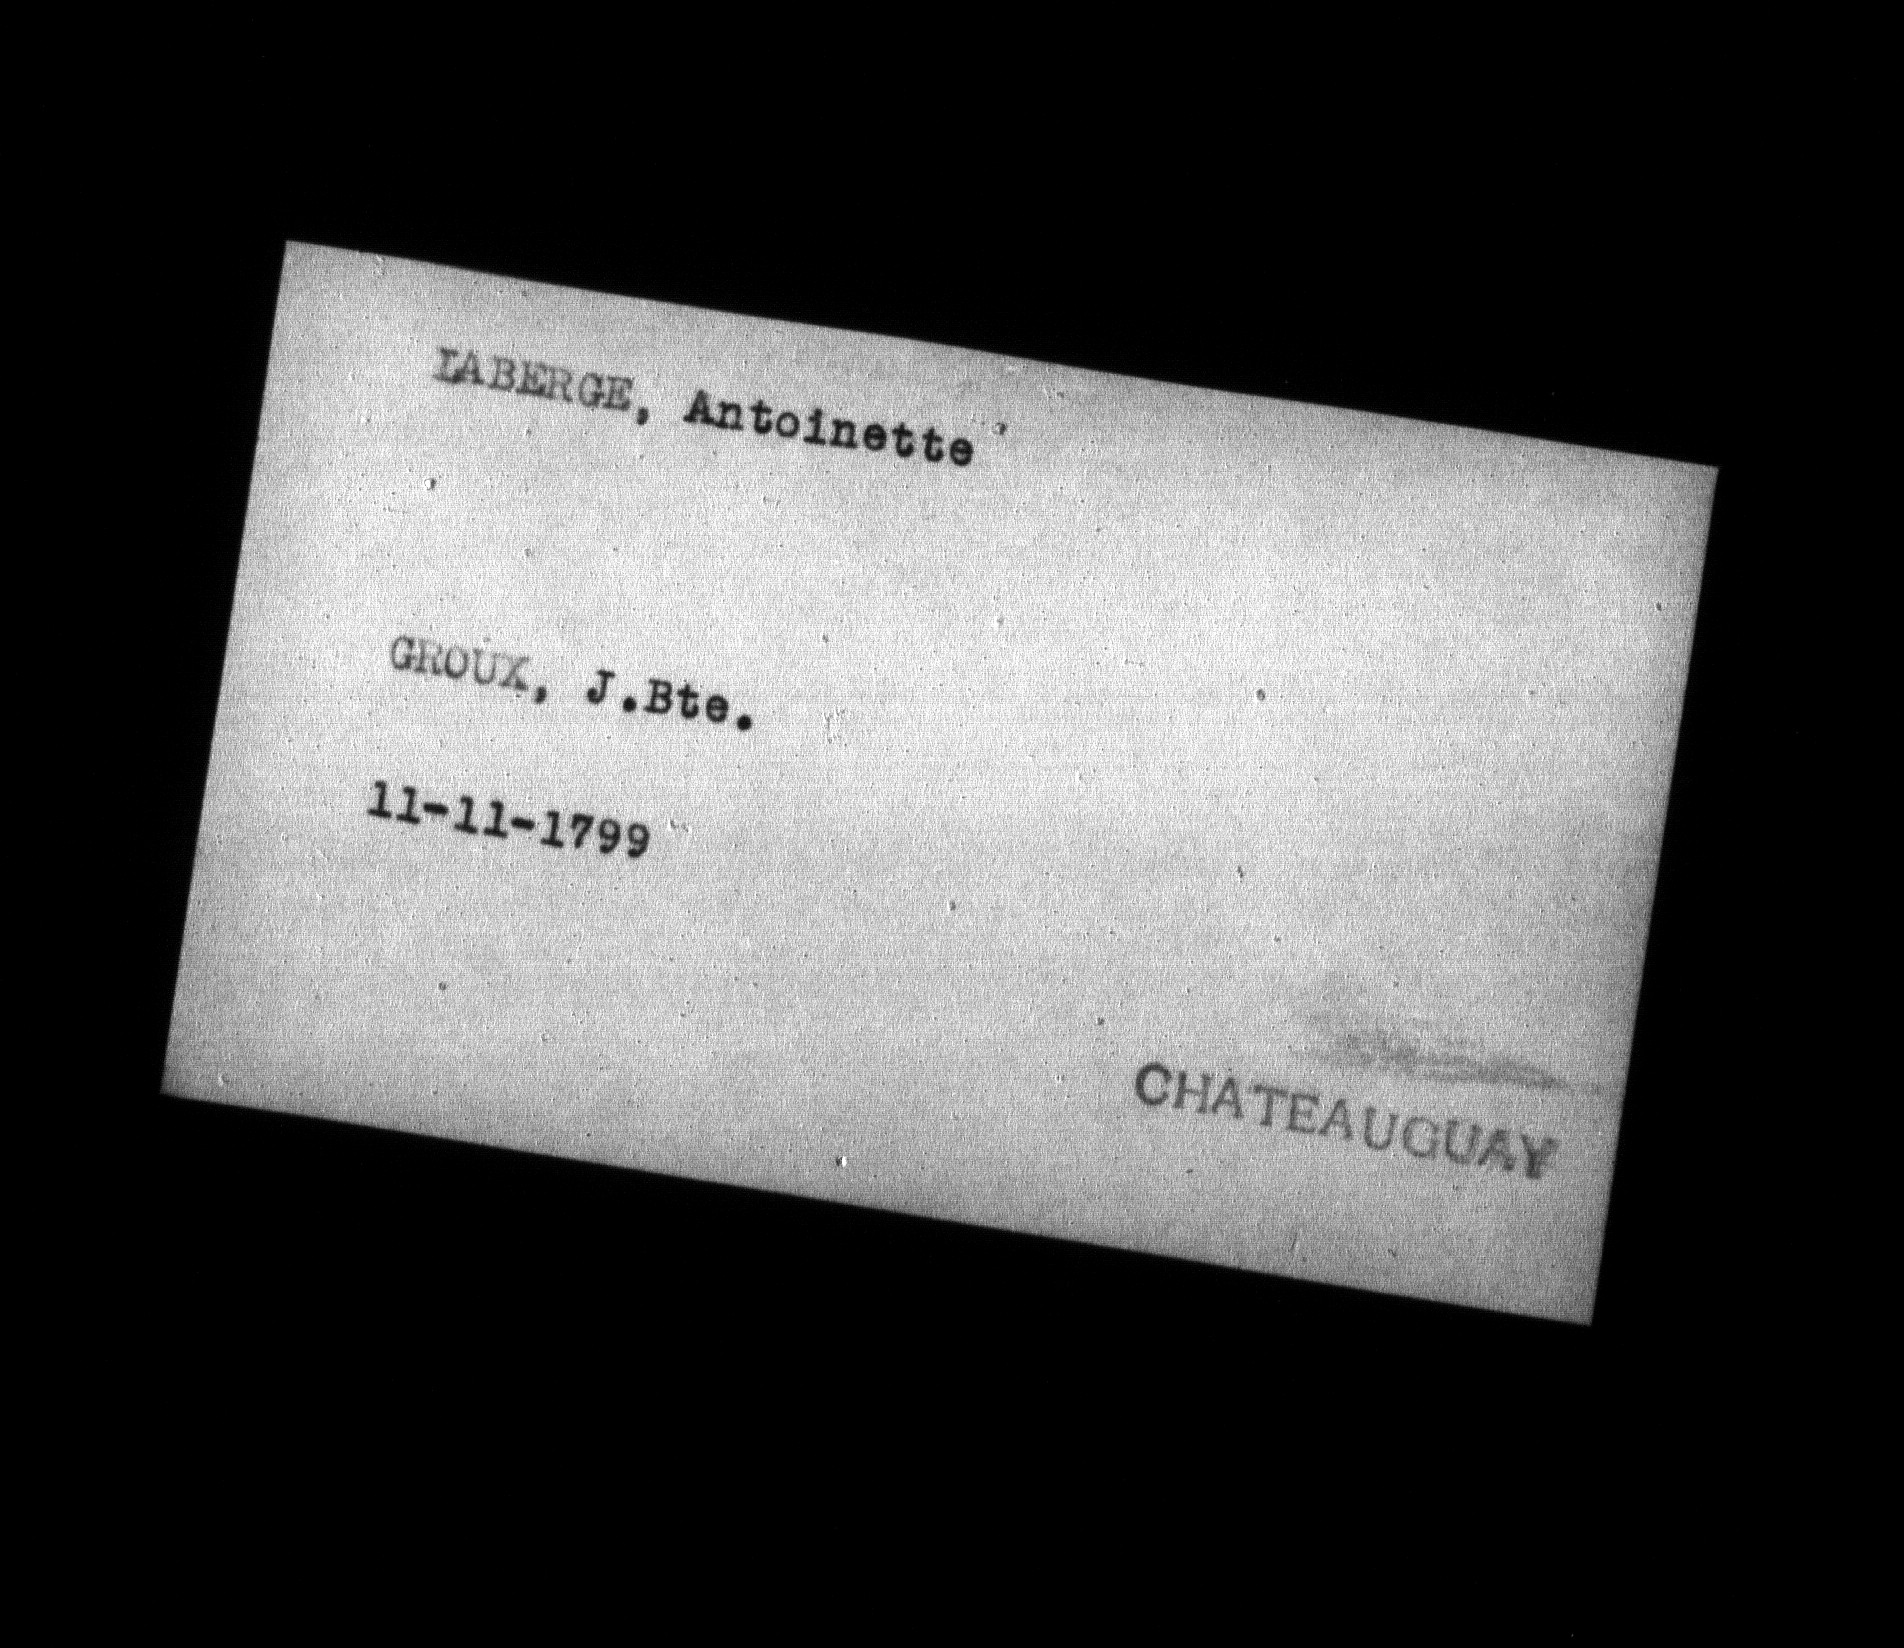 LABERGE, Antoinette
GROUX, J.Bte.
11-11-1799
CHATEAUGUAY